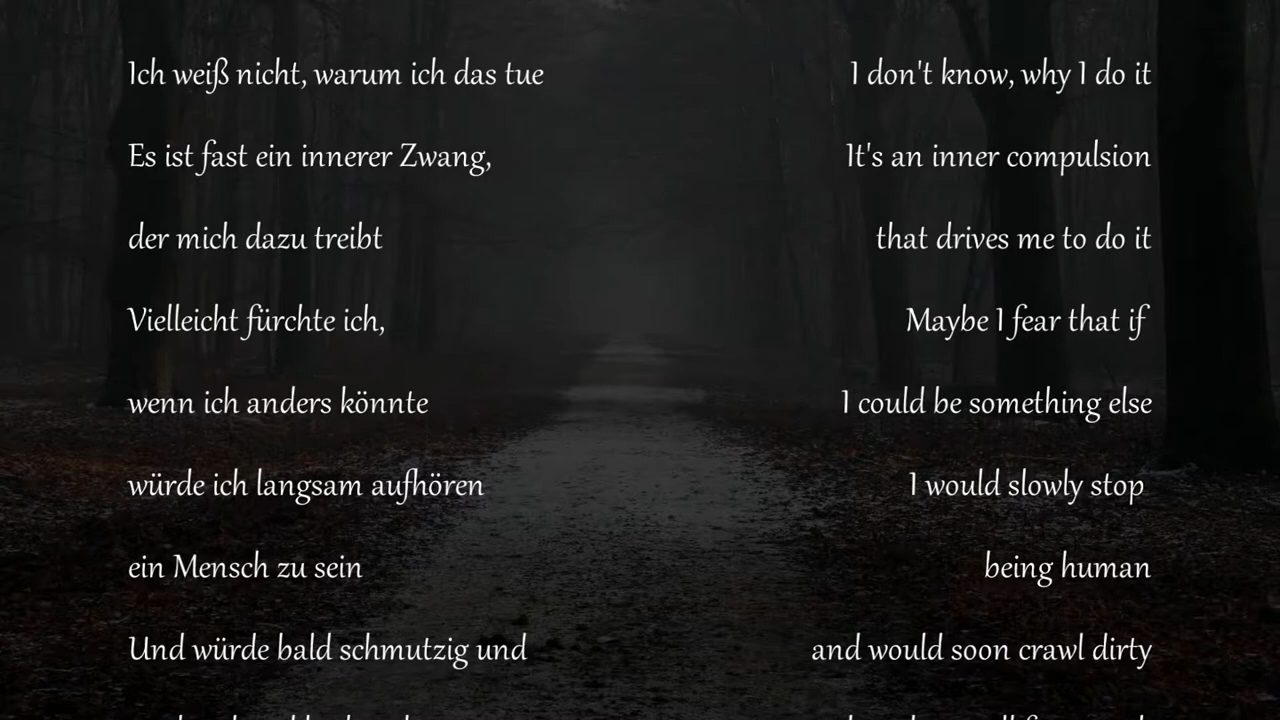 Ich weiß nicht, warum ich das tue
I don't know, why I do it
Es ist fast ein innerer Zwang,
It's an inner compulsion
der mich dazu treibt
that drives me to do it
Vielleicht fürchte ich,
Maybe I fear that if
wenn ich anders könnte
I could be something else
würde ich langsam aufhören
I would slowly stop
ein Mensch zu sein
being human
Und würde bald schmutzig und
and would soon crawl dirty